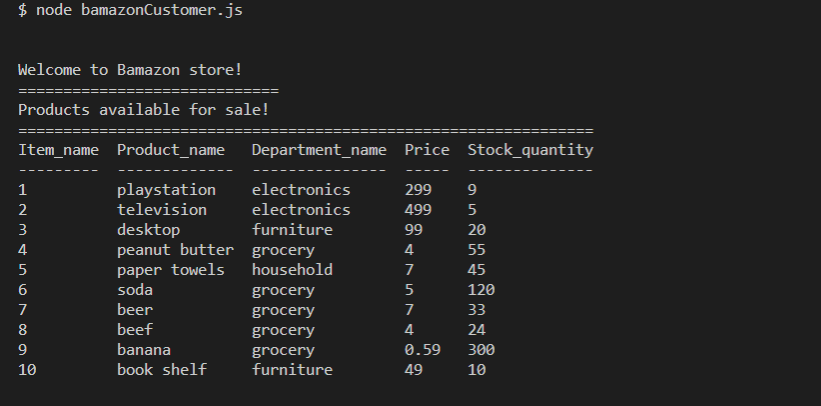 $ node bamazonCustomer.js
Welcome to Bamazon store!
=============================
Products available for sale!
================================================================
Item_name  Product_name   Department_name  Price  Stock_quantity
---------  -------------  ---------------  -----  --------------
1          playstation    electronics      299    9
2          television     electronics      499    5
3          desktop        furniture        99     20
4          peanut butter  grocery          4      55
5          paper towels   household        7      45
6          soda           grocery          5      120
7          beer           grocery          7      33
8          beef           grocery          4      24
9          banana         grocery          0.59   300
10         book shelf     furniture        49     10